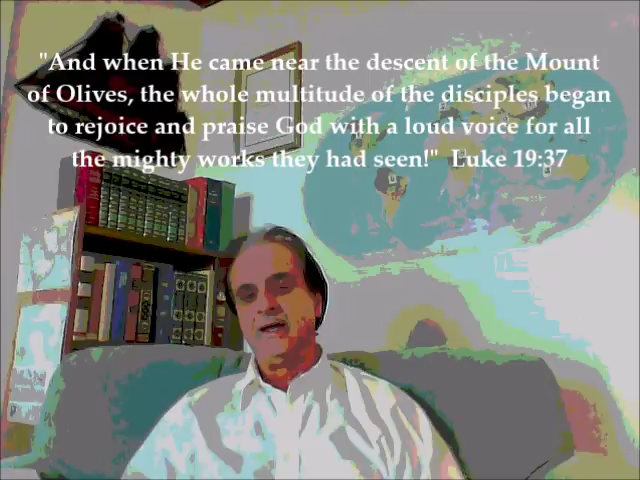 "And when He came near the descent of the Mount
of Olives, the whole multitude of the disciples began
to rejoice and praise God with a loud voice for all
the mighty works they had seen!"  Luke 19:37